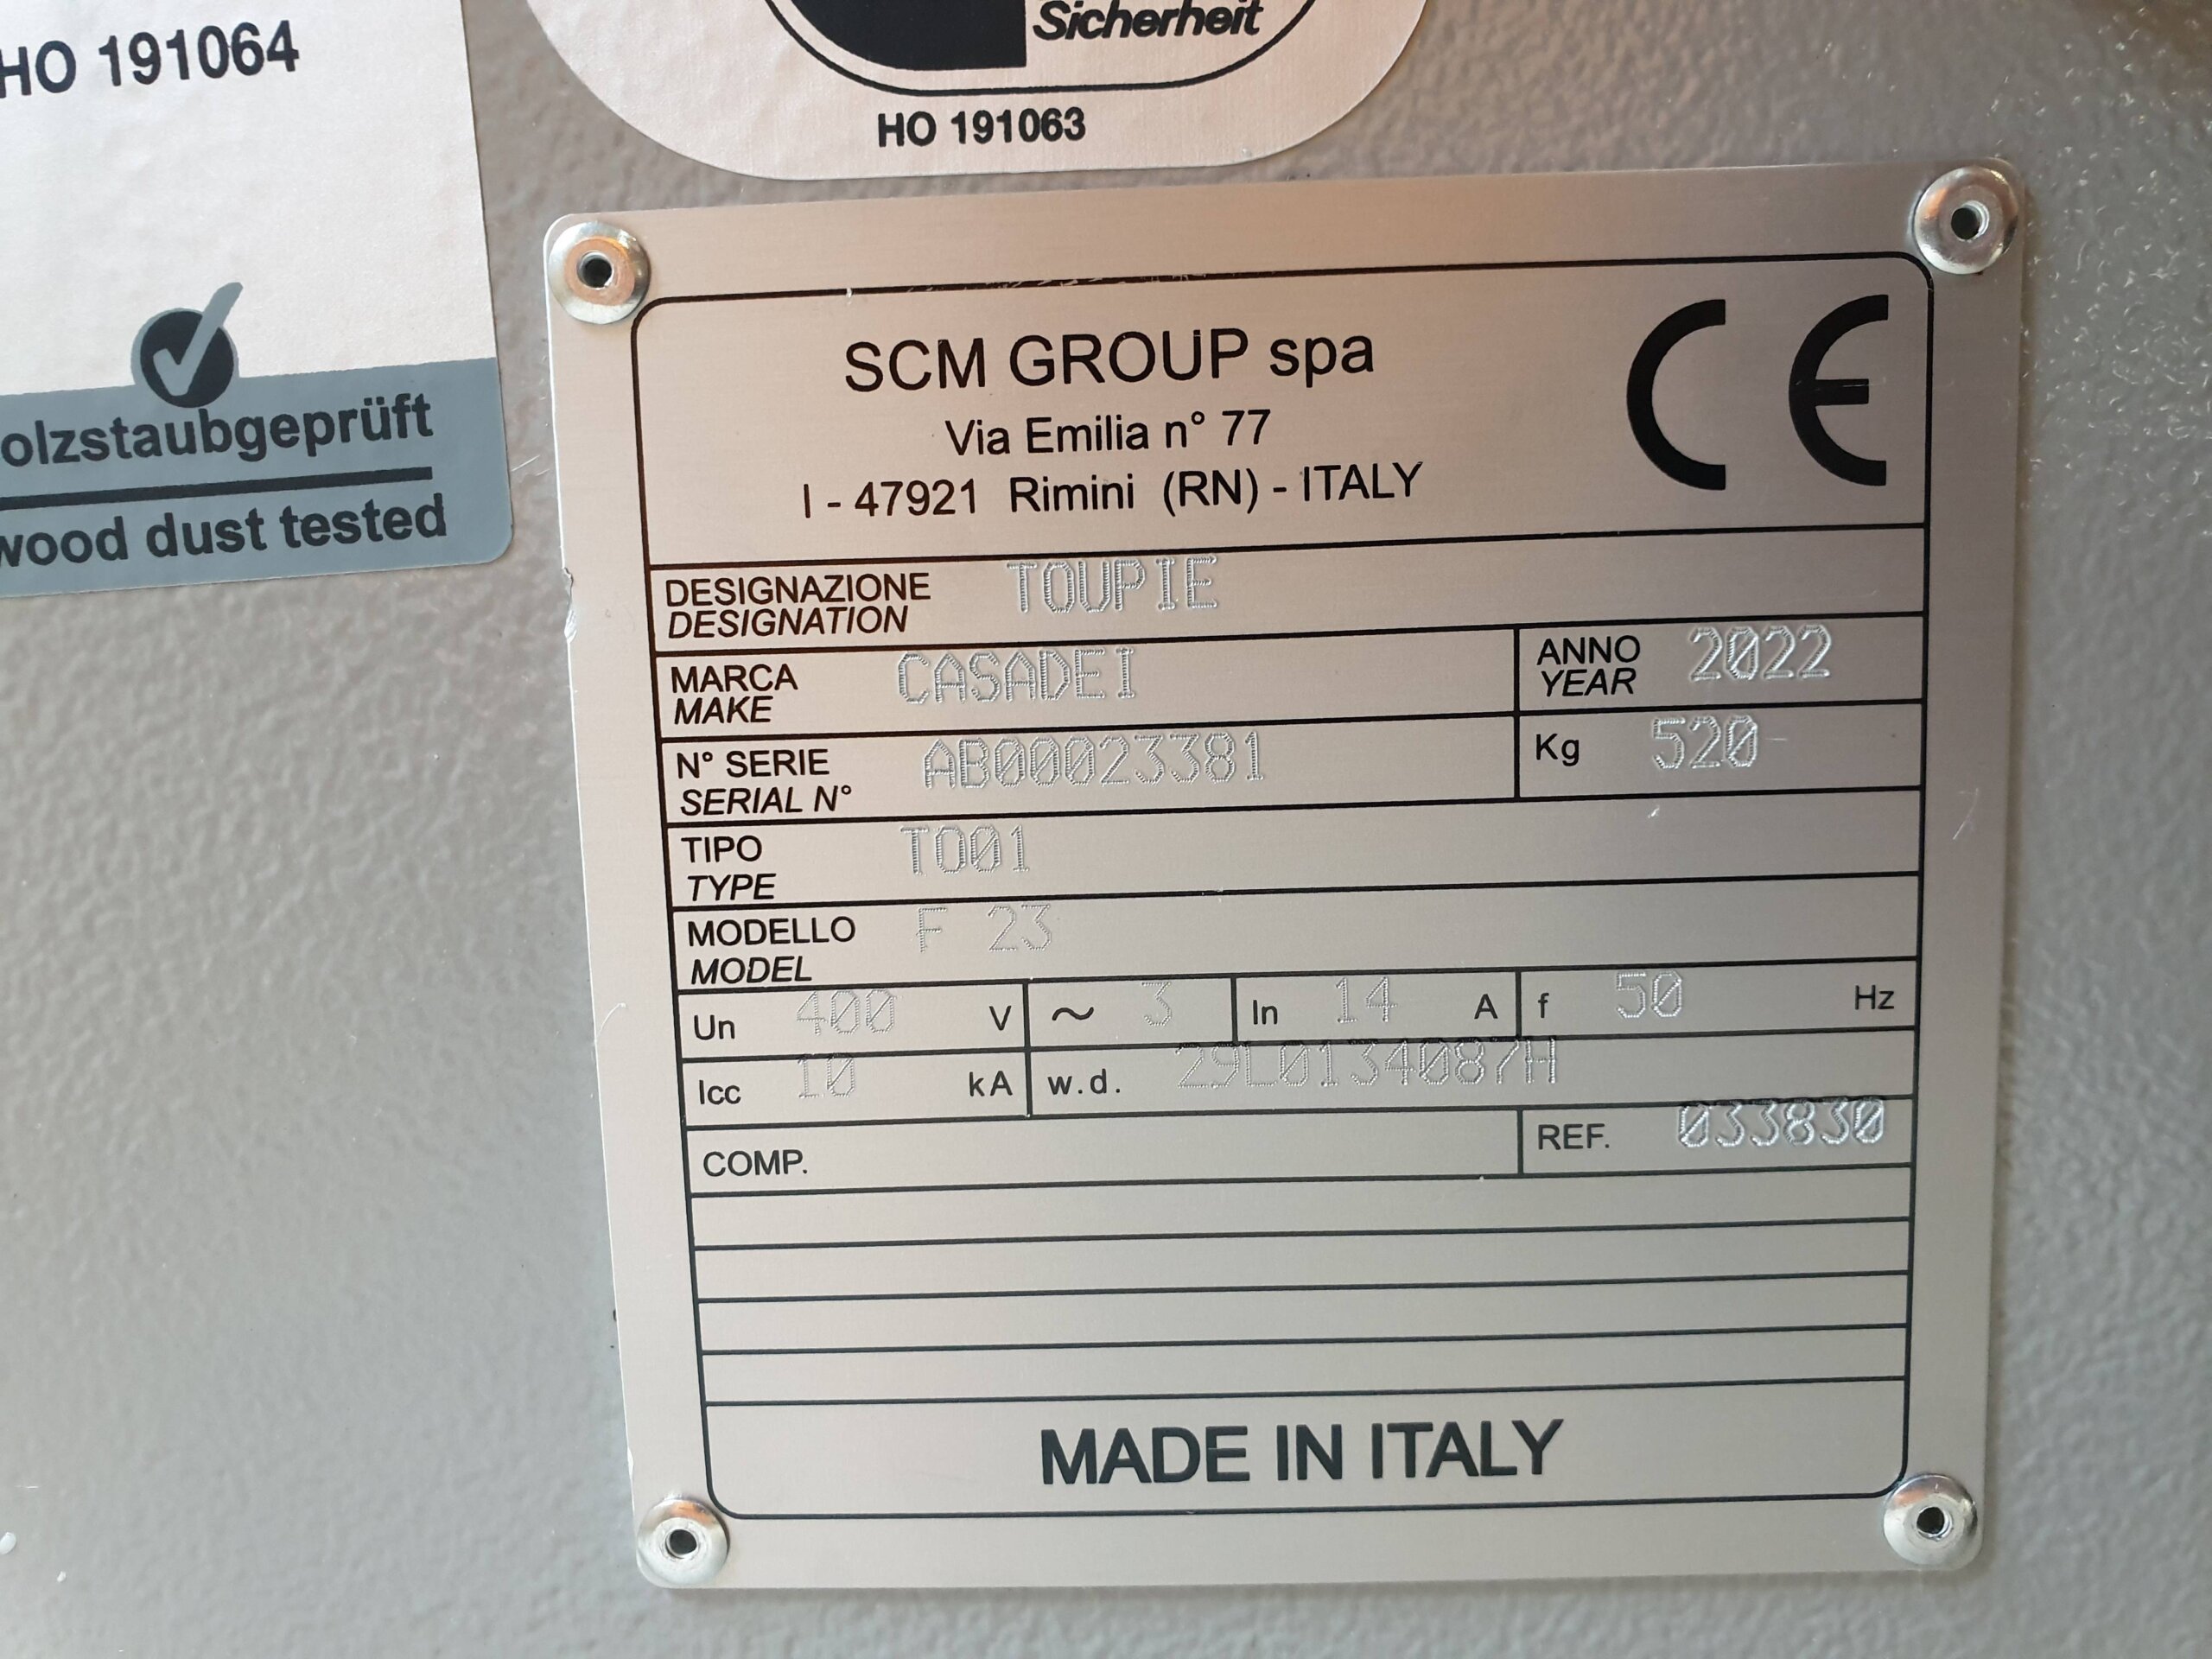 HO 191064
Sicherheit
HO 191063
olzstaubgeprüft
wood dust tested
SCM GROUP spa
Via Emilia n° 77
I - 47921 Rimini (RN) - ITALY
CE
DESIGNAZIONE
DESIGNATION
TOUPIE
MARCA
MAKE
CASADEI
ANNO
YEAR
2022
N° SERIE
SERIAL N°
AB00023381
Kg 520
TIPO
TYPE
TO01
MODELLO
MODEL
F 23
Un 400 V ~ 3 In 14 A f 50 Hz
Icc 10 kA w.d. 29L0134087H
COMP. REF. 033830
MADE IN ITALY